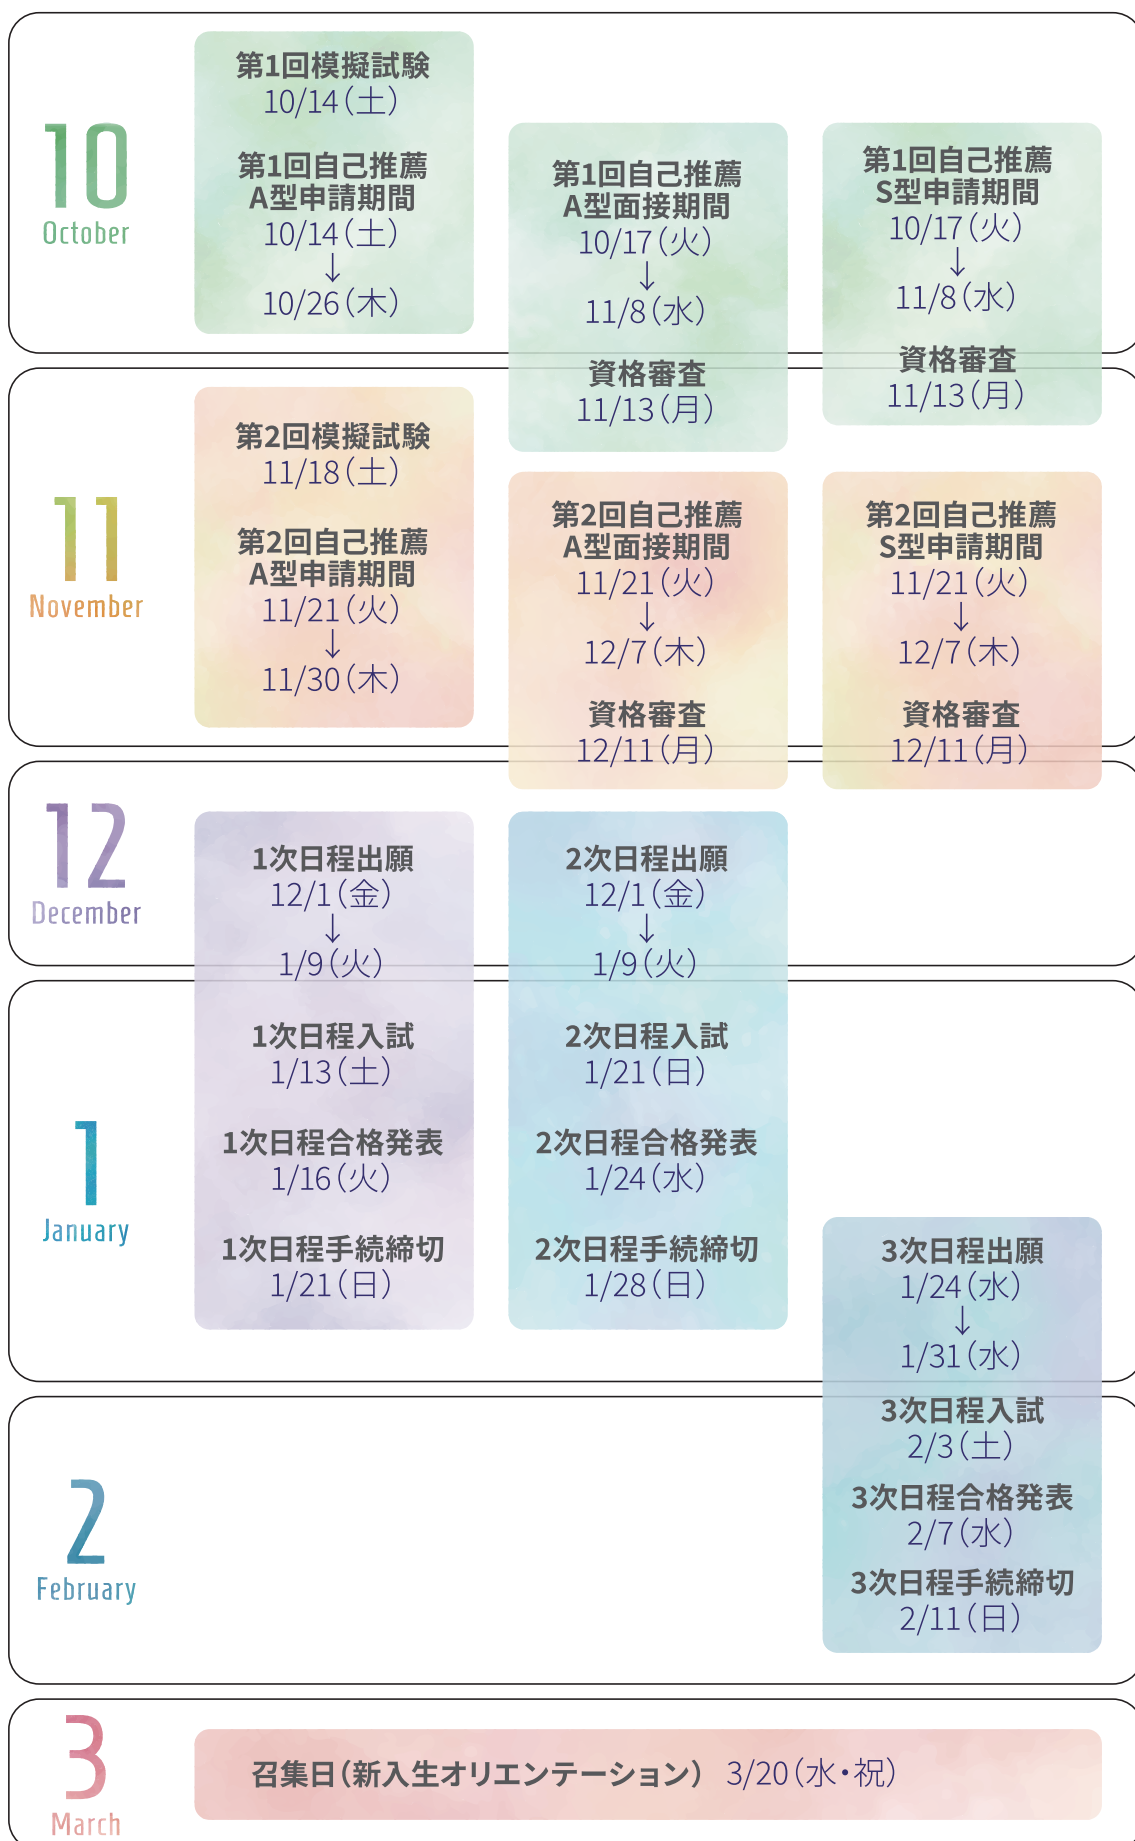 10
October
第1回模擬試験
10/14(土)
第1回自己推薦
A型申請期間
10/14(土)
↓
10/26(木)
第1回自己推薦
A型面接期間
10/17(火)
↓
11/8(水)
資格審査
11/13(月)
第1回自己推薦
S型申請期間
10/17(火)
↓
11/8(水)
資格審査
11/13(月)
11
November
第2回模擬試験
11/18(土)
第2回自己推薦
A型申請期間
11/21(火)
↓
11/30(木)
第2回自己推薦
A型面接期間
11/21(火)
↓
12/7(木)
資格審査
12/11(月)
第2回自己推薦
S型申請期間
11/21(火)
↓
12/7(木)
資格審査
12/11(月)
12
December
1次日程出願
12/1(金)
↓
1/9(火)
1次日程入試
1/13(土)
1次日程合格発表
1/16(火)
1次日程手続締切
1/21(日)
2次日程出願
12/1(金)
↓
1/9(火)
2次日程入試
1/21(日)
2次日程合格発表
1/24(水)
2次日程手続締切
1/28(日)
1
January
3次日程出願
1/24(水)
↓
1/31(水)
3次日程入試
2/3(土)
3次日程合格発表
2/7(水)
3次日程手続締切
2/11(日)
2
February
3
March
召集日(新入生オリエンテーション) 3/20(水・祝)